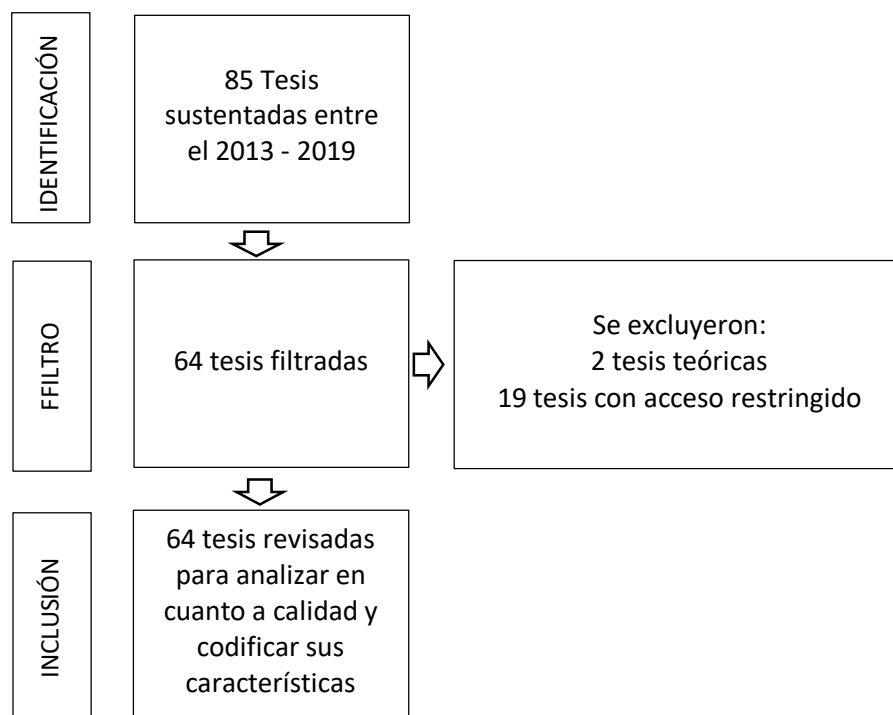 IDENTIFICACIÓN
85 Tesis
sustentadas entre
el 2013 - 2019
FFILTRO
64 tesis filtradas
Se excluyeron:
2 tesis teóricas
19 tesis con acceso restringido
INCLUSIÓN
64 tesis revisadas
para analizar en
cuanto a calidad y
codificar sus
características